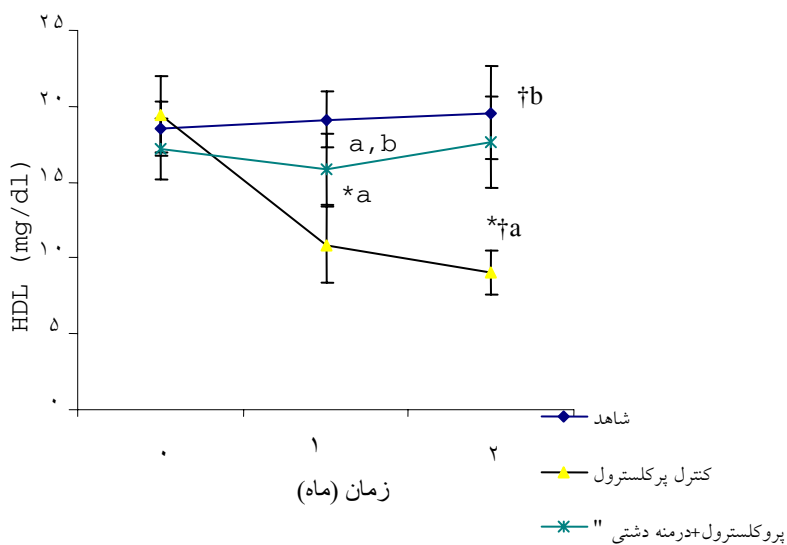 HDL (mg/dl)
۲۵
۲۰
۱۵
۱۰
۵
۰
†b
a,b
*a
*†a
۰ ۱ ۲
زمان (ماه)
شاهد
کنترل پرکلسترول
پروکلسترول+درمنه دشتی "